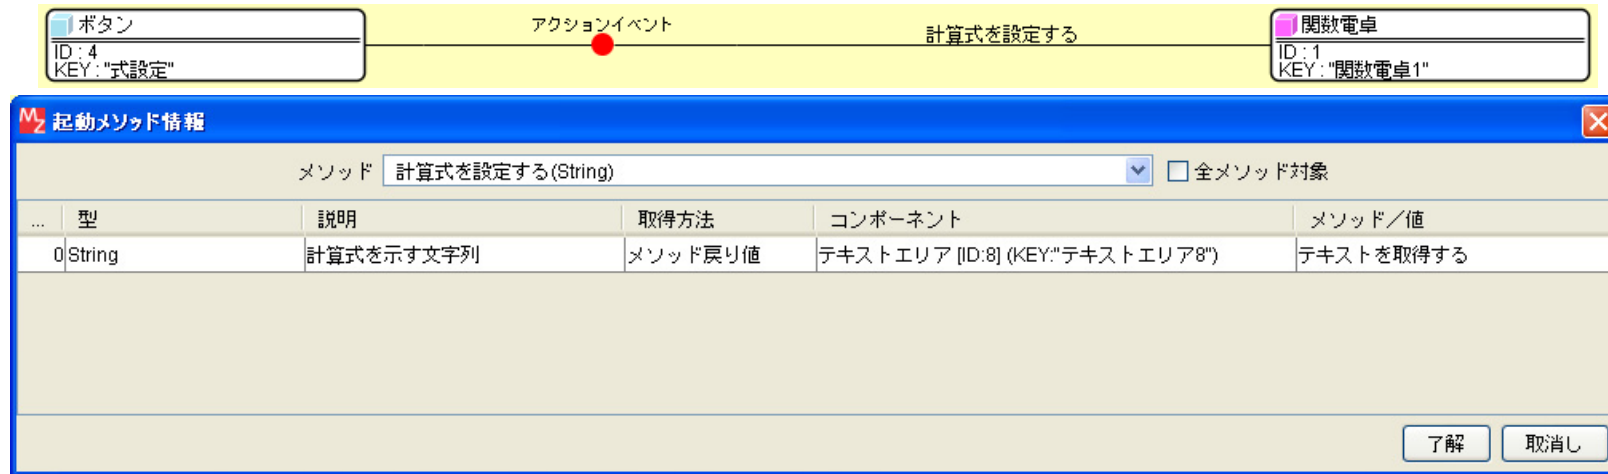 ボタン
ID : 4
KEY : "式設定"
アクションイベント
計算式を設定する
関数電卓
ID : 1
KEY : "関数電卓1"
MZ 起動メソッド情報
メソッド 計算式を設定する(String) 全メソッド対象
... 型 説明 取得方法 コンポーネント メソッド／値
0 String 計算式を示す文字列 メソッド戻り値 テキストエリア [ID:8] (KEY:"テキストエリア8") テキストを取得する
了解 取消し